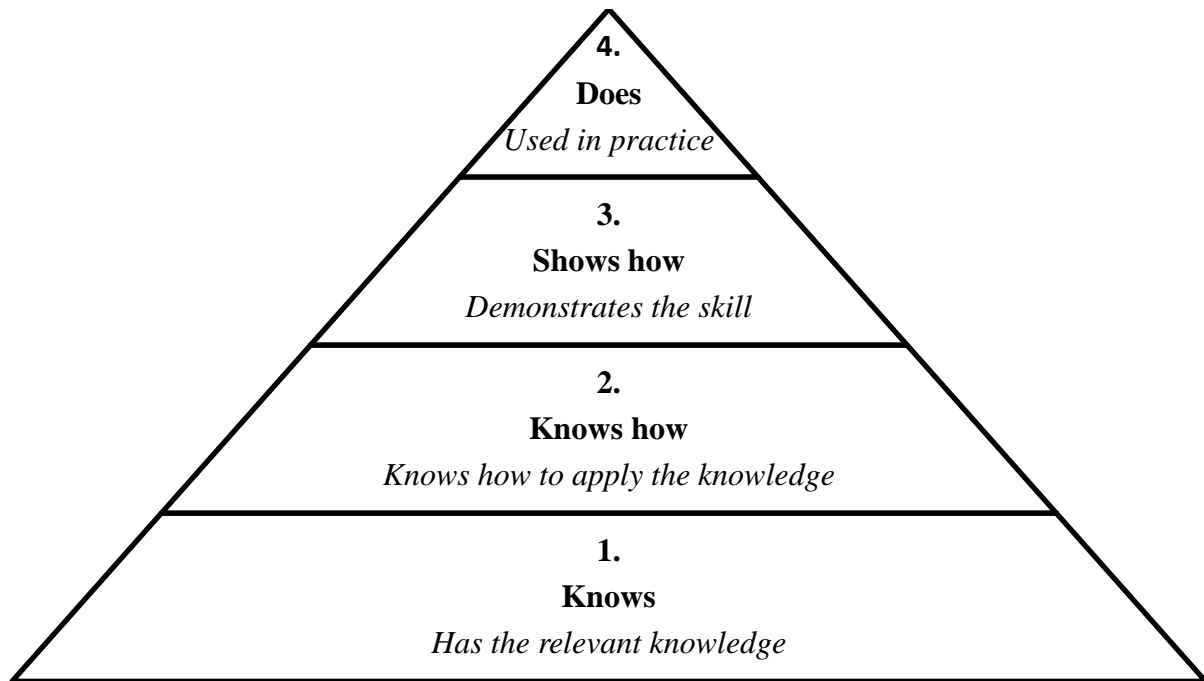 4.
Does
Used in practice
3.
Shows how
Demonstrates the skill
2.
Knows how
Knows how to apply the knowledge
1.
Knows
Has the relevant knowledge